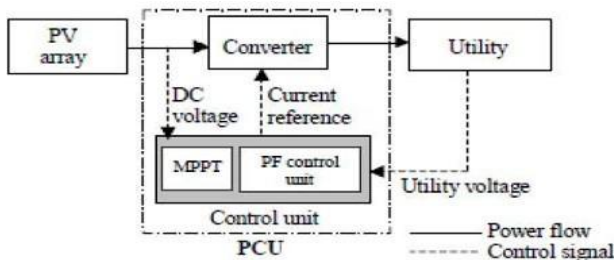 PV
array
Converter
Utility
DC
voltage
Current
reference
MPPT
PF control
unit
Utility voltage
Control unit
PCU
Power flow
Control signal